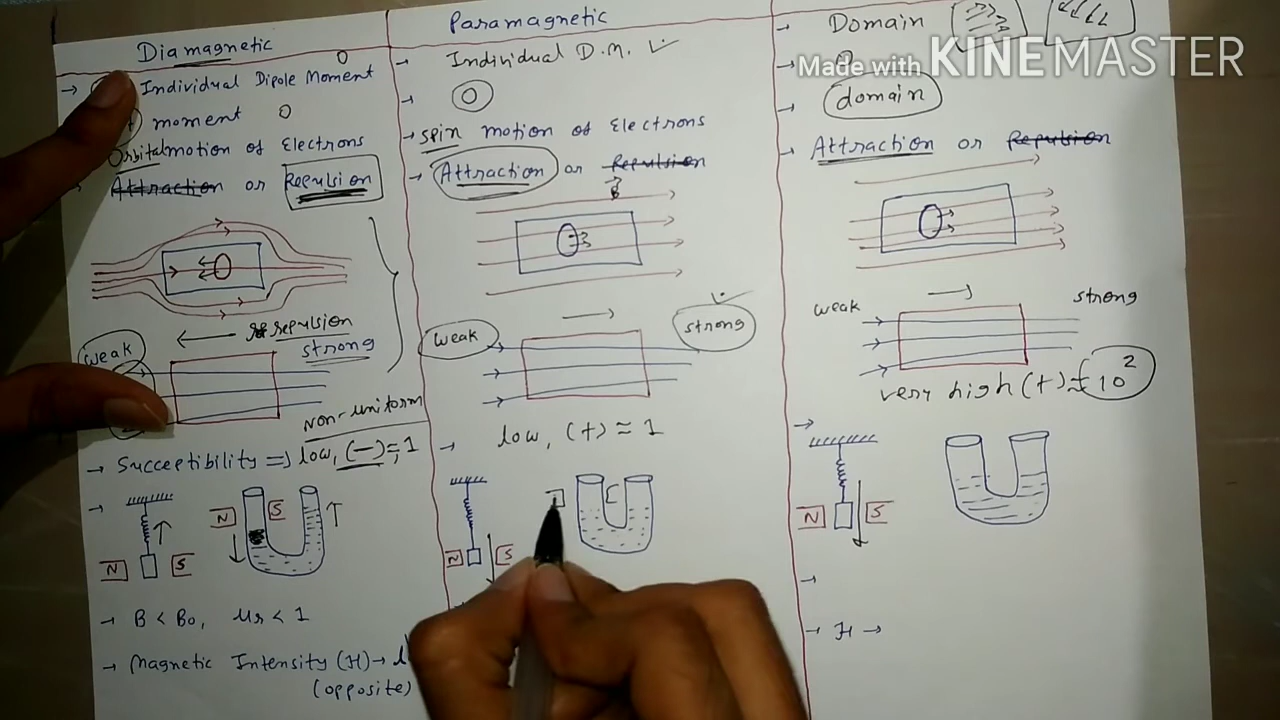 Diamagnetic
→ Individual Dipole Moment 0
moment 0
Orbital motion of Electrons
→ Attraction or Repulsion
← repulsion
weak strong
Non-uniform
→ Succeptibility => low, (-) ≈ 1
→
N S
N S
→ B < B0, μr < 1
→ Magnetic Intensity (H) →
(opposite)
Paramagnetic
→ Individual D.M. ✓
→ 0
→ spin motion of Electrons
→ Attraction or Repulsion
weak → strong
→ low, (+) ≈ 1
N S
→ Domain
→ 0
→ domain
→ Attraction or Repulsion
weak → strong
very high (+) ≈ 10²
→
N S
→
→ H →
Made with KINEMASTER